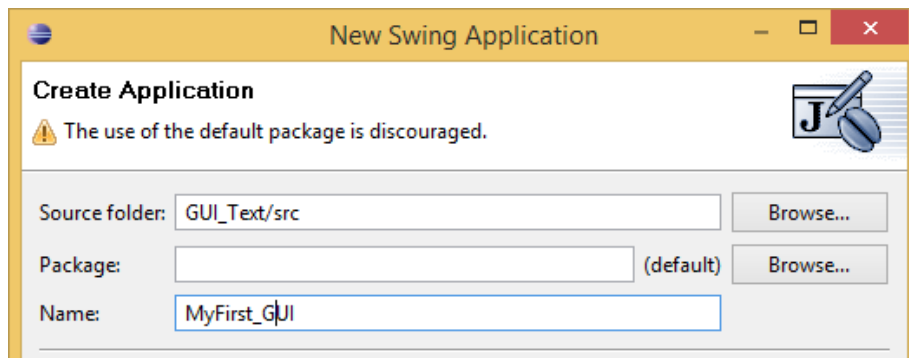 New Swing Application
Create Application
The use of the default package is discouraged.
Source folder: GUI_Text/src Browse...
Package: (default) Browse...
Name: MyFirst_GUI